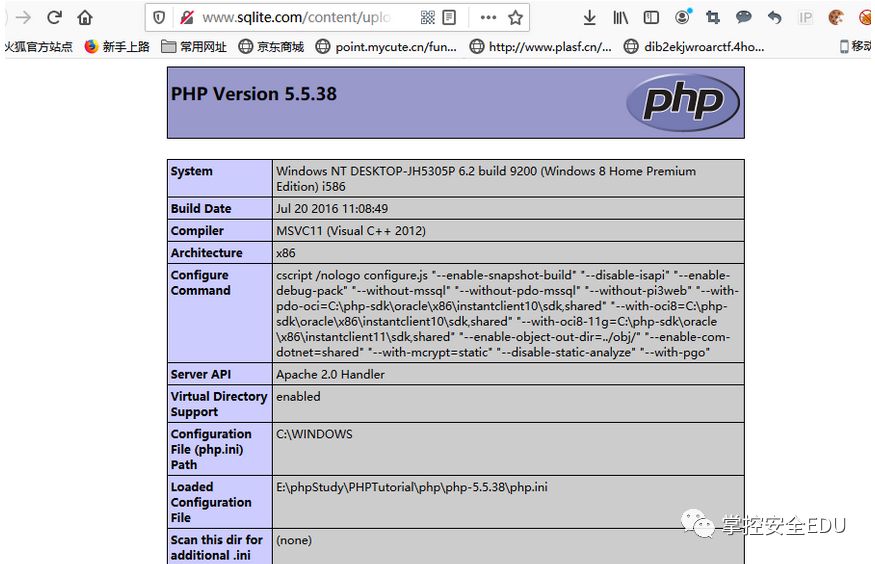 www.sqlite.com/content/uplo
IP
火狐官方站点
新手上路
常用网址
京东商城
point.mycute.cn/fun...
http://www.plasf.cn/...
dib2ekjwroarctf.4ho...
移动
PHP Version 5.5.38
php
System
Windows NT DESKTOP-JH5305P 6.2 build 9200 (Windows 8 Home Premium
Edition) i586
Build Date
Jul 20 2016 11:08:49
Compiler
MSVC11 (Visual C++ 2012)
Architecture
x86
Configure
Command
cscript /nologo configure.js "--enable-snapshot-build" "--disable-isapi" "--enable-
debug-pack" "--without-mssql" "--without-pdo-mssql" "--without-pi3web" "--with-
pdo-oci=C:\php-sdk\oracle\x86\instantclient10\sdk,shared" "--with-oci8=C:\php-
sdk\oracle\x86\instantclient10\sdk,shared" "--with-oci8-11g=C:\php-sdk\oracle
\x86\instantclient11\sdk,shared" "--enable-object-out-dir=../obj/" "--enable-com-
dotnet=shared" "--with-mcrypt=static" "--disable-static-analyze" "--with-pgo"
Server API
Apache 2.0 Handler
Virtual Directory
Support
enabled
Configuration
File (php.ini)
Path
C:\WINDOWS
Loaded
Configuration
File
E:\phpStudy\PHPTutorial\php\php-5.5.38\php.ini
Scan this dir for
additional .ini
(none)
掌控安全EDU